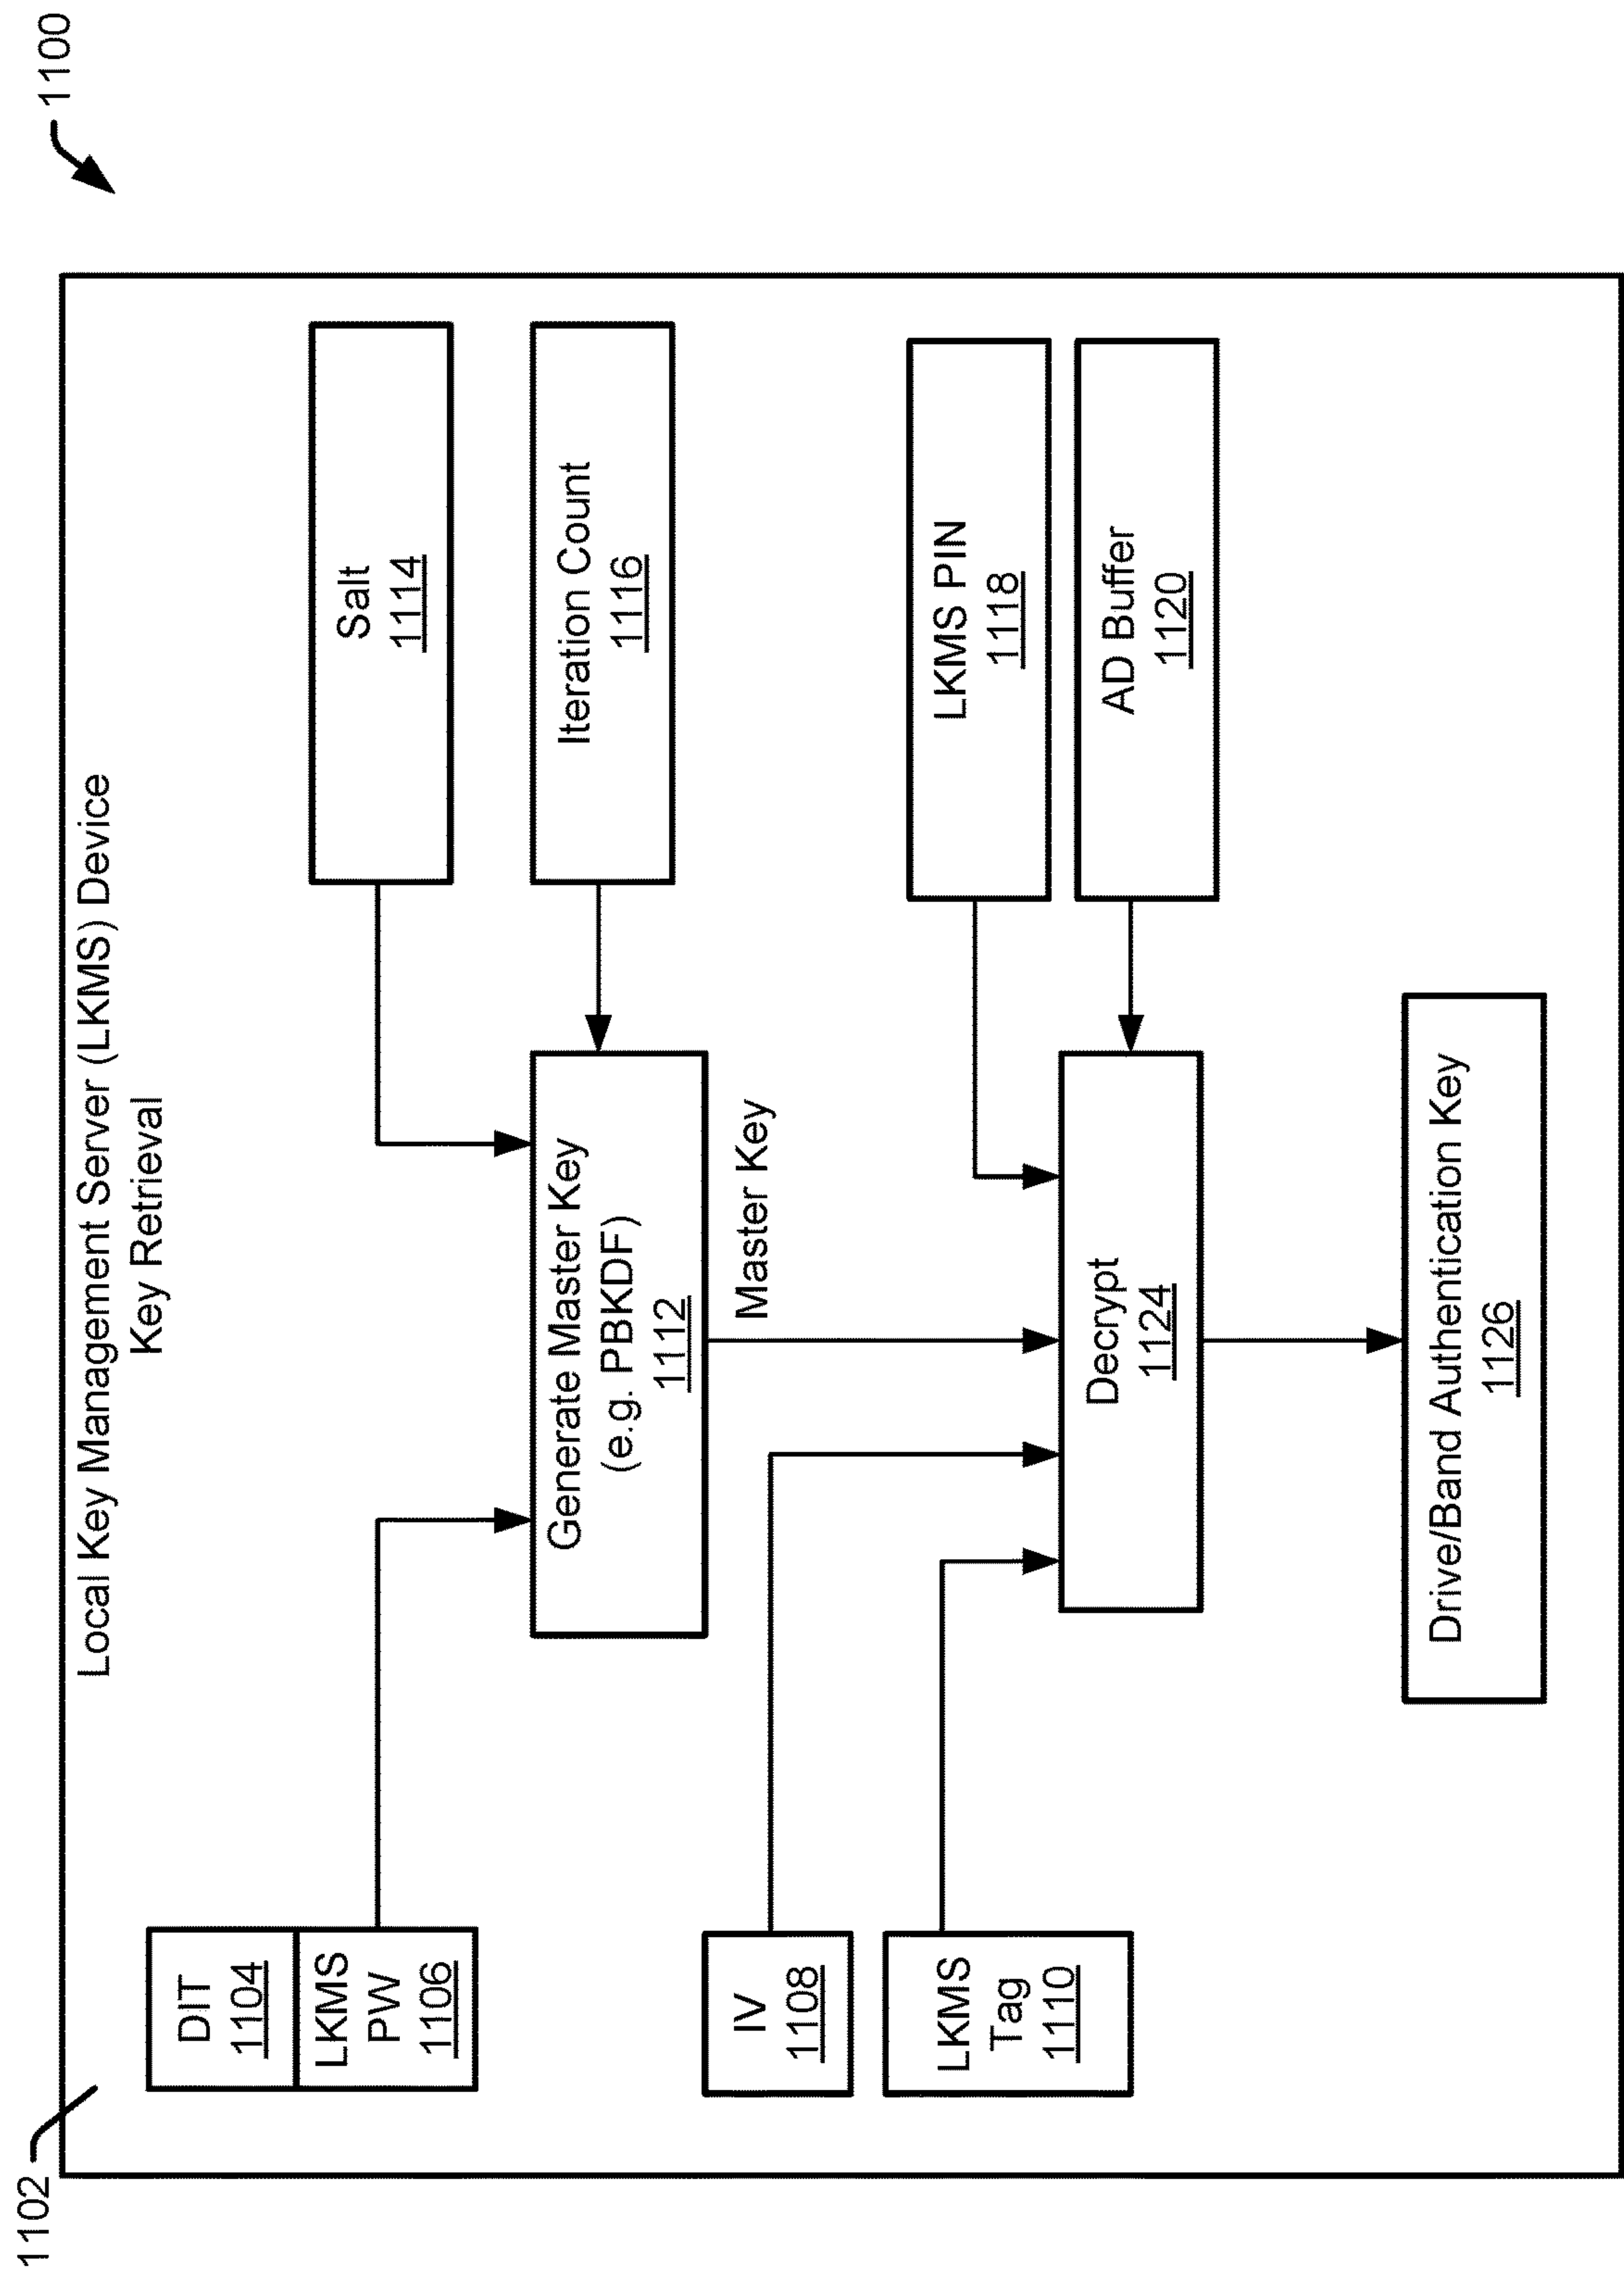 1100
1102
Local Key Management Server (LKMS) Device
Key Retrieval
DIT
1104
LKMS
PW
1106
Salt
1114
Generate Master Key
(e.g. PBKDF)
1112
Iteration Count
1116
Master Key
IV
1108
LKMS
Tag
1110
LKMS PIN
1118
Decrypt
1124
AD Buffer
1120
Drive/Band Authentication Key
1126